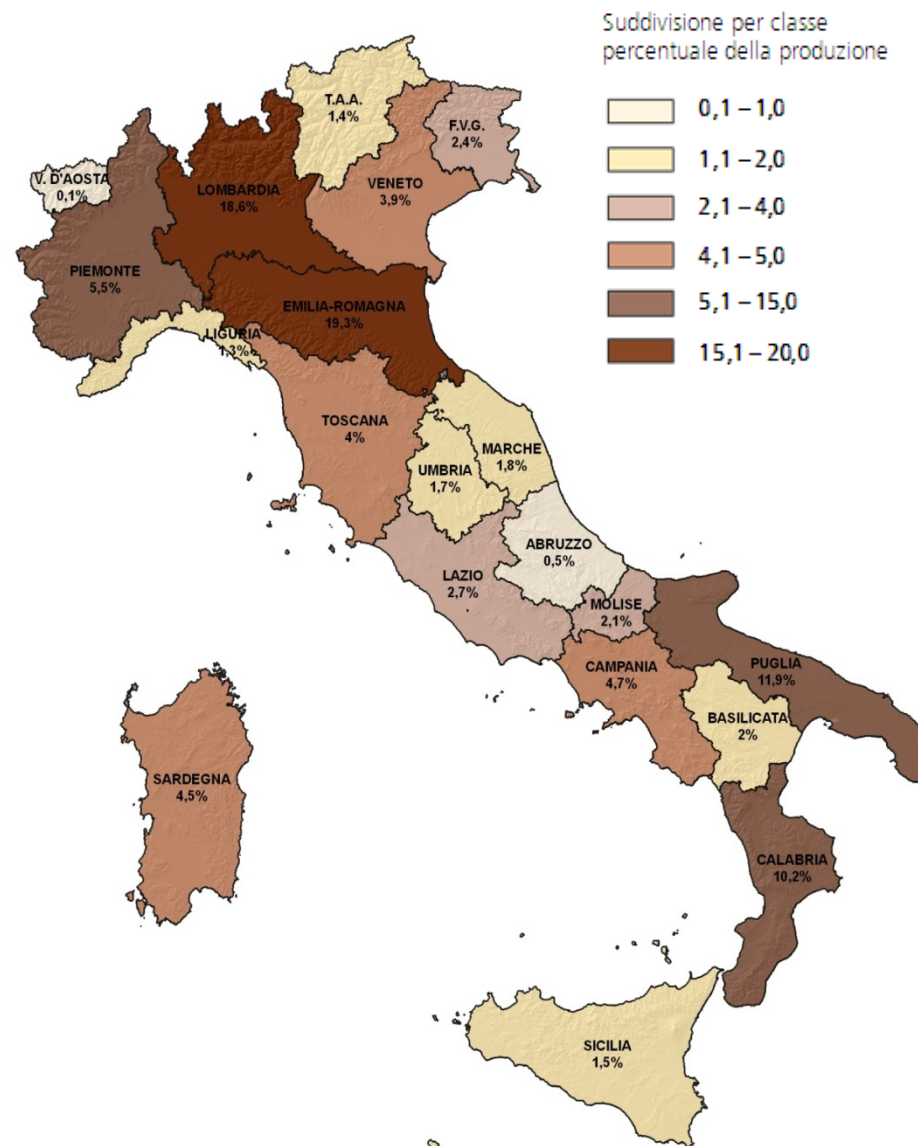 Suddivisione per classe
percentuale della produzione
0,1 – 1,0
1,1 – 2,0
2,1 – 4,0
4,1 – 5,0
5,1 – 15,0
15,1 – 20,0
T.A.A.
1,4%
F.V.G.
2,4%
V. D'AOSTA
0,1%
LOMBARDIA
18,6%
VENETO
3,9%
PIEMONTE
5,5%
EMILIA-ROMAGNA
19,3%
LIGURIA
1,3%
TOSCANA
4%
MARCHE
1,8%
UMBRIA
1,7%
ABRUZZO
0,5%
LAZIO
2,7%
MOLISE
2,1%
CAMPANIA
4,7%
PUGLIA
11,9%
BASILICATA
2%
SARDEGNA
4,5%
CALABRIA
10,2%
SICILIA
1,5%